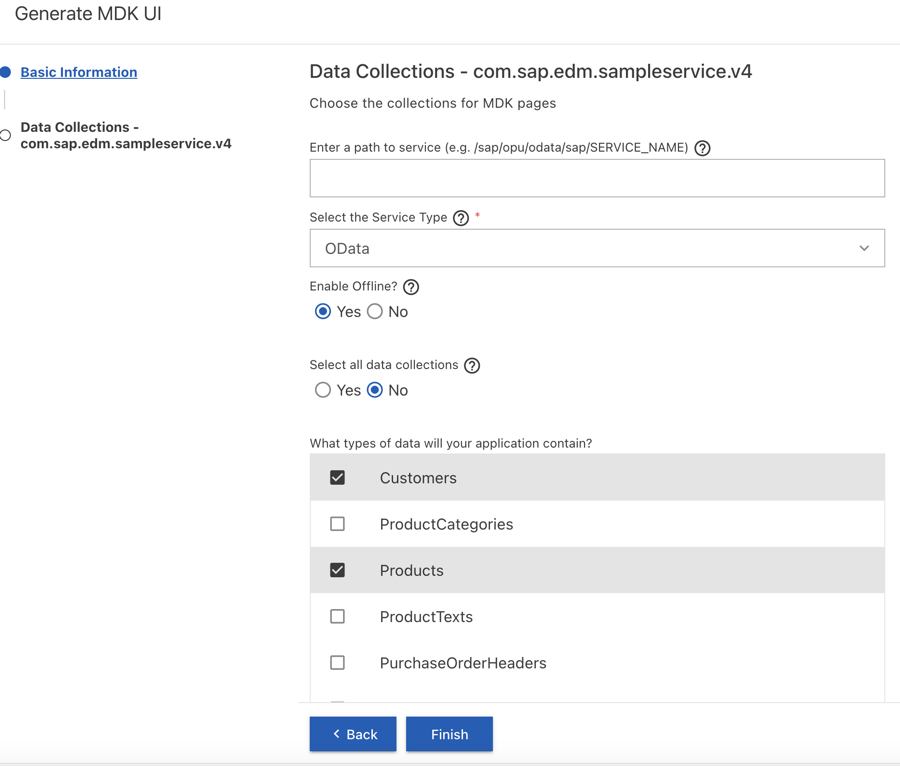 Generate MDK UI
Basic Information
Data Collections -
com.sap.edm.sampleservice.v4
Data Collections - com.sap.edm.sampleservice.v4
Choose the collections for MDK pages
Enter a path to service (e.g. /sap/opu/odata/sap/SERVICE_NAME) ?
Select the Service Type ? *
OData
Enable Offline? ?
Yes No
Select all data collections ?
Yes No
What types of data will your application contain?
Customers
ProductCategories
Products
ProductTexts
PurchaseOrderHeaders
< Back Finish